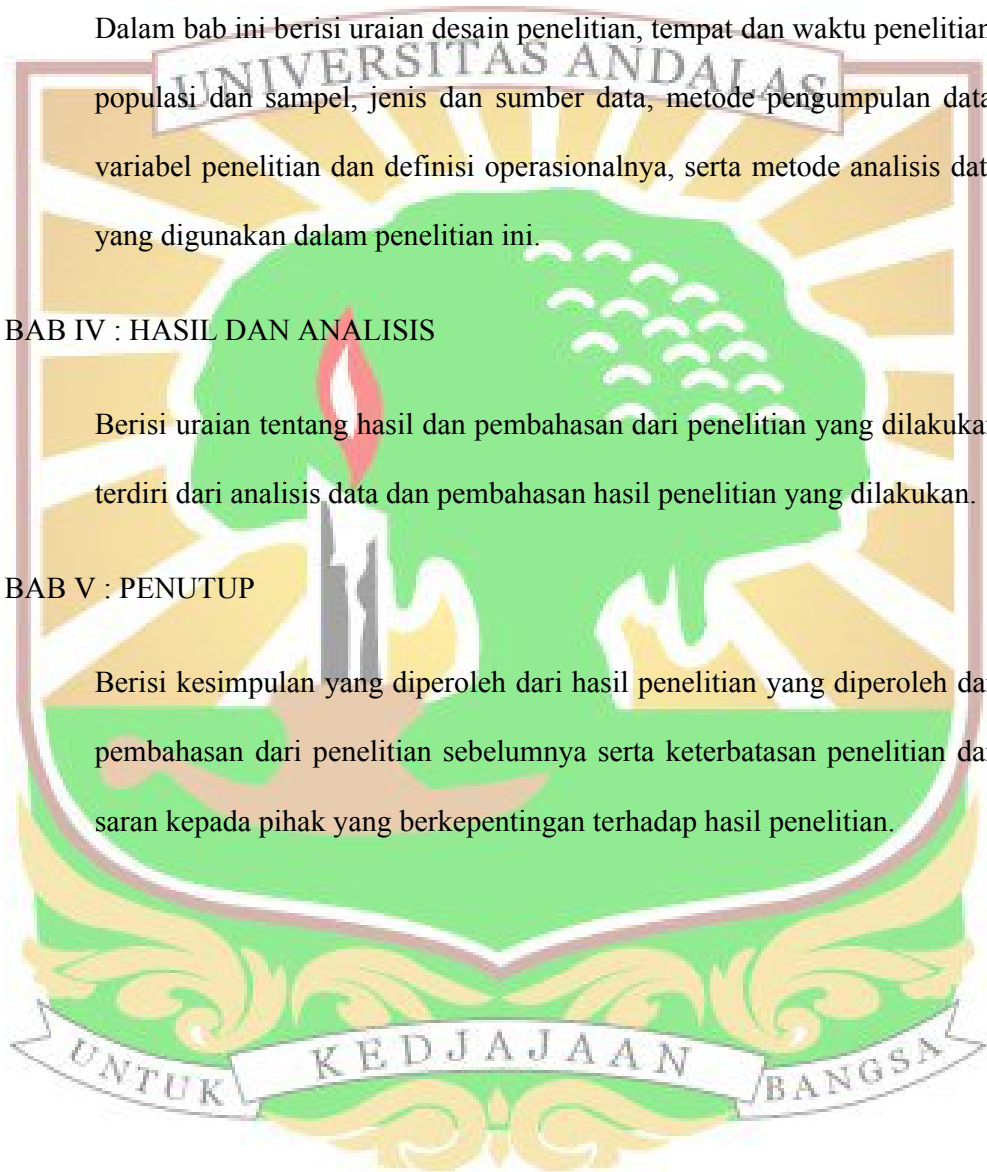 Dalam bab ini berisi uraian desain penelitian, tempat dan waktu penelitian
UNIVERSITAS ANDALAS
populasi dan sampel, jenis dan sumber data, metode pengumpulan data
variabel penelitian dan definisi operasionalnya, serta metode analisis dat
yang digunakan dalam penelitian ini.
BAB IV : HASIL DAN ANALISIS
Berisi uraian tentang hasil dan pembahasan dari penelitian yang dilakukan
terdiri dari analisis data dan pembahasan hasil penelitian yang dilakukan.
BAB V : PENUTUP
Berisi kesimpulan yang diperoleh dari hasil penelitian yang diperoleh dar
pembahasan dari penelitian sebelumnya serta keterbatasan penelitian dan
saran kepada pihak yang berkepentingan terhadap hasil penelitian.
UNTUK KEDJAJAAN BANGSA